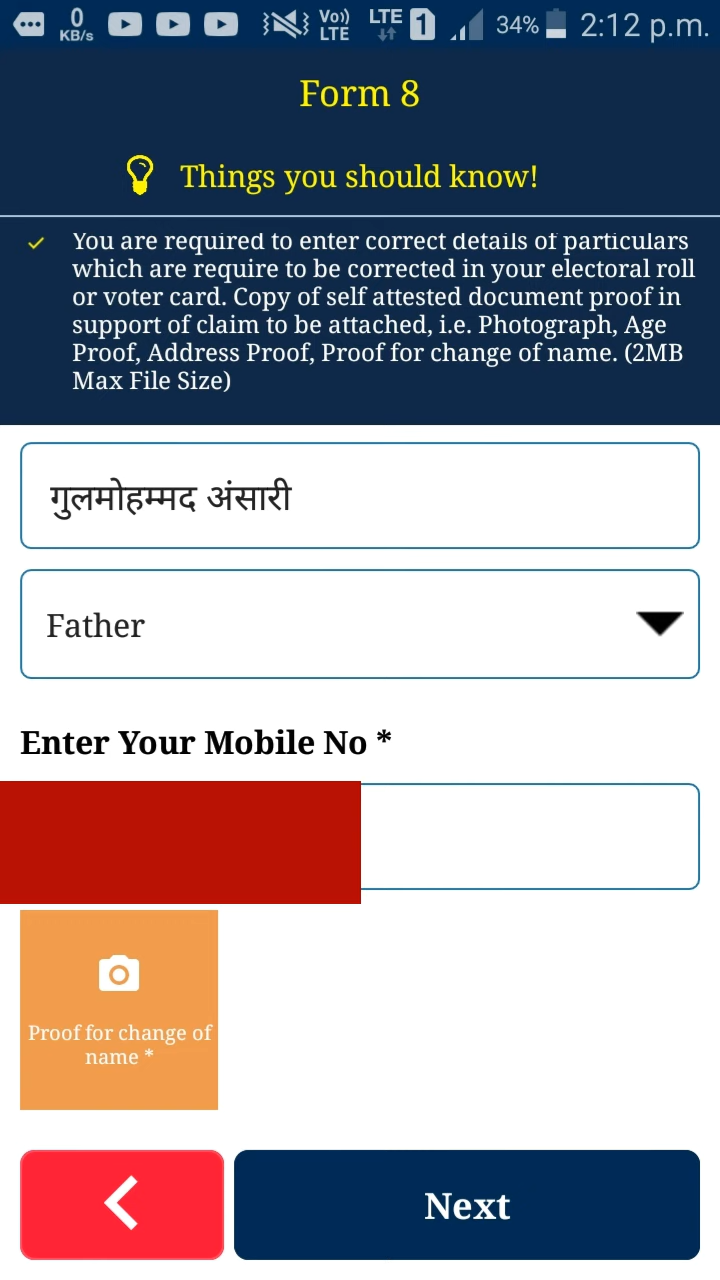 0
KB/s
Vo))
LTE
LTE
1
34%
2:12 p.m.
Form 8
Things you should know!
You are required to enter correct details of particulars
which are require to be corrected in your electoral roll
or voter card. Copy of self attested document proof in
support of claim to be attached, i.e. Photograph, Age
Proof, Address Proof, Proof for change of name. (2MB
Max File Size)
गुलमोहम्मद अंसारी
Father
Enter Your Mobile No *
Proof for change of
name *
Next